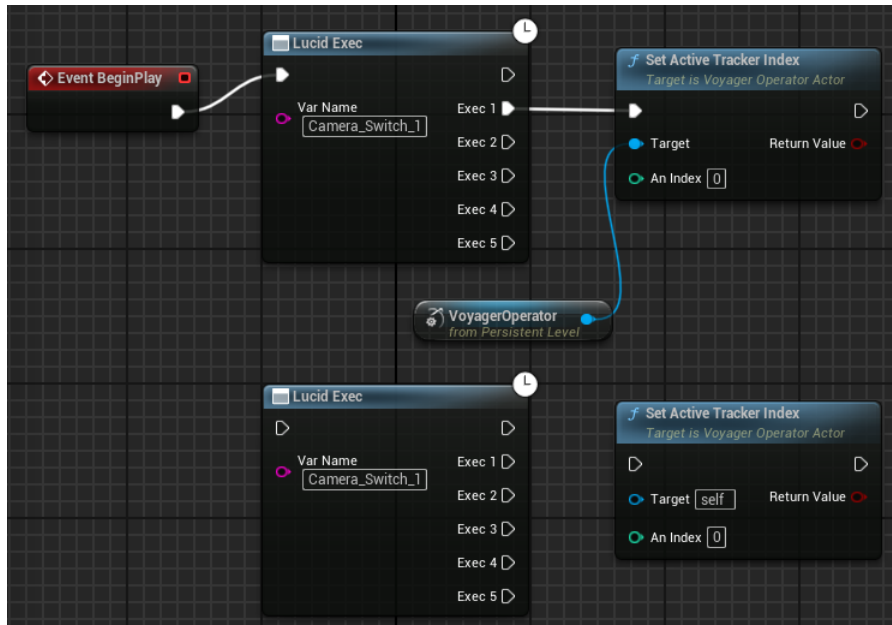 Lucid Exec
Event BeginPlay
Var Name
Camera_Switch_1
Exec 1
Exec 2
Exec 3
Exec 4
Exec 5
Set Active Tracker Index
Target is Voyager Operator Actor
Target Return Value
An Index 0
VoyagerOperator
from Persistent Level
Lucid Exec
Var Name
Camera_Switch_1
Exec 1
Exec 2
Exec 3
Exec 4
Exec 5
Set Active Tracker Index
Target is Voyager Operator Actor
Target self Return Value
An Index 0